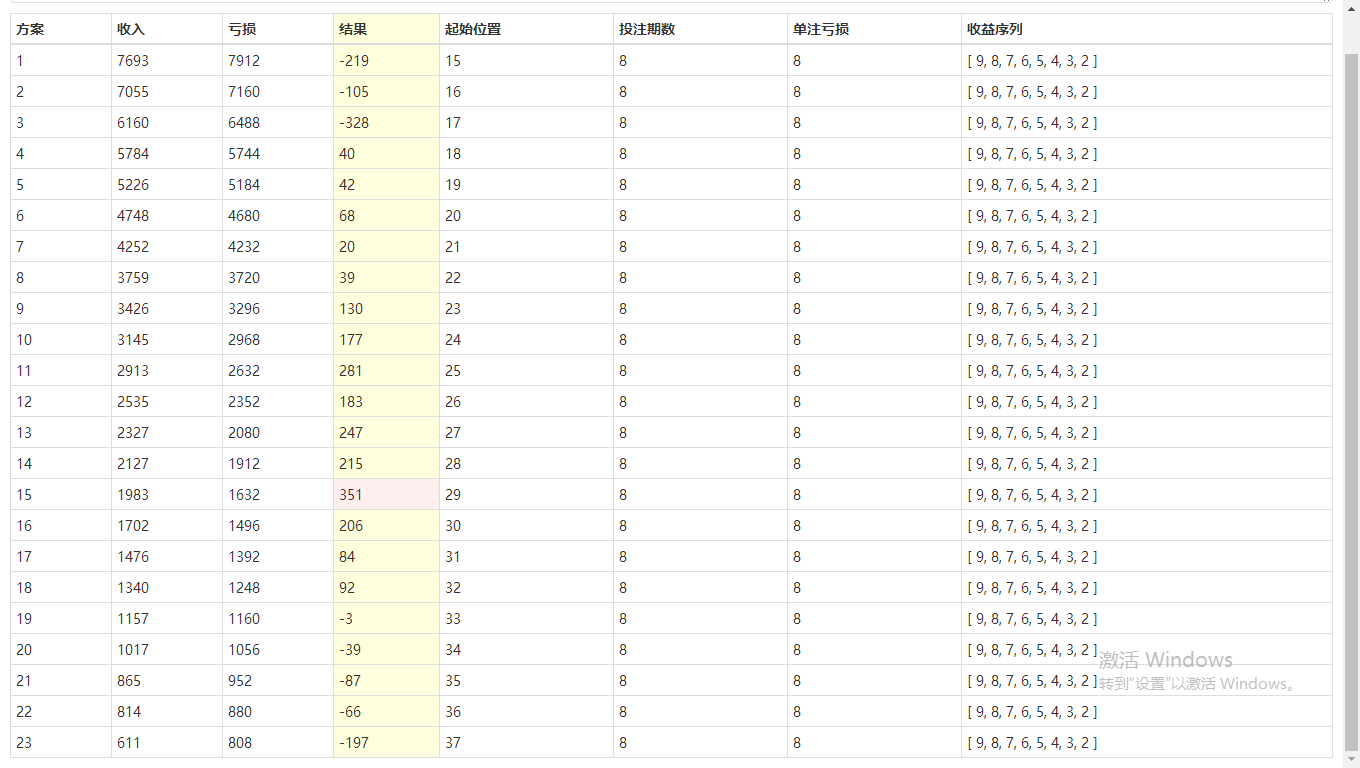 方案 收入 亏损 结果 起始位置 投注期数 单注亏损 收益序列
1 7693 7912 -219 15 8 8 [ 9, 8, 7, 6, 5, 4, 3, 2 ]
2 7055 7160 -105 16 8 8 [ 9, 8, 7, 6, 5, 4, 3, 2 ]
3 6160 6488 -328 17 8 8 [ 9, 8, 7, 6, 5, 4, 3, 2 ]
4 5784 5744 40 18 8 8 [ 9, 8, 7, 6, 5, 4, 3, 2 ]
5 5226 5184 42 19 8 8 [ 9, 8, 7, 6, 5, 4, 3, 2 ]
6 4748 4680 68 20 8 8 [ 9, 8, 7, 6, 5, 4, 3, 2 ]
7 4252 4232 20 21 8 8 [ 9, 8, 7, 6, 5, 4, 3, 2 ]
8 3759 3720 39 22 8 8 [ 9, 8, 7, 6, 5, 4, 3, 2 ]
9 3426 3296 130 23 8 8 [ 9, 8, 7, 6, 5, 4, 3, 2 ]
10 3145 2968 177 24 8 8 [ 9, 8, 7, 6, 5, 4, 3, 2 ]
11 2913 2632 281 25 8 8 [ 9, 8, 7, 6, 5, 4, 3, 2 ]
12 2535 2352 183 26 8 8 [ 9, 8, 7, 6, 5, 4, 3, 2 ]
13 2327 2080 247 27 8 8 [ 9, 8, 7, 6, 5, 4, 3, 2 ]
14 2127 1912 215 28 8 8 [ 9, 8, 7, 6, 5, 4, 3, 2 ]
15 1983 1632 351 29 8 8 [ 9, 8, 7, 6, 5, 4, 3, 2 ]
16 1702 1496 206 30 8 8 [ 9, 8, 7, 6, 5, 4, 3, 2 ]
17 1476 1392 84 31 8 8 [ 9, 8, 7, 6, 5, 4, 3, 2 ]
18 1340 1248 92 32 8 8 [ 9, 8, 7, 6, 5, 4, 3, 2 ]
19 1157 1160 -3 33 8 8 [ 9, 8, 7, 6, 5, 4, 3, 2 ]
20 1017 1056 -39 34 8 8 [ 9, 8, 7, 6, 5, 4, 3, 2 ]
激活 Windows
21 865 952 -87 35 8 8 [ 9, 8, 7, 6, 5, 4, 3, 2 ]
转到"设置"以激活 Windows。
22 814 880 -66 36 8 8 [ 9, 8, 7, 6, 5, 4, 3, 2 ]
23 611 808 -197 37 8 8 [ 9, 8, 7, 6, 5, 4, 3, 2 ]